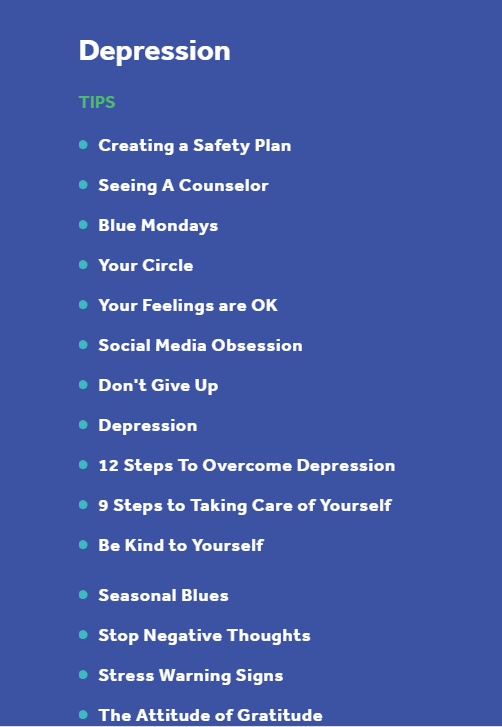 Depression
TIPS
Creating a Safety Plan
Seeing A Counselor
Blue Mondays
Your Circle
Your Feelings are OK
Social Media Obsession
Don't Give Up
Depression
12 Steps To Overcome Depression
9 Steps to Taking Care of Yourself
Be Kind to Yourself
Seasonal Blues
Stop Negative Thoughts
Stress Warning Signs
The Attitude of Gratitude